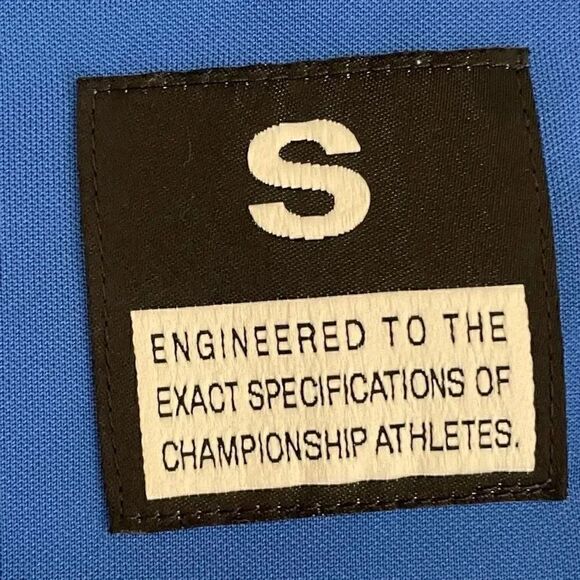 S
ENGINEERED TO THE
EXACT SPECIFICATIONS OF
CHAMPIONSHIP ATHLETES.